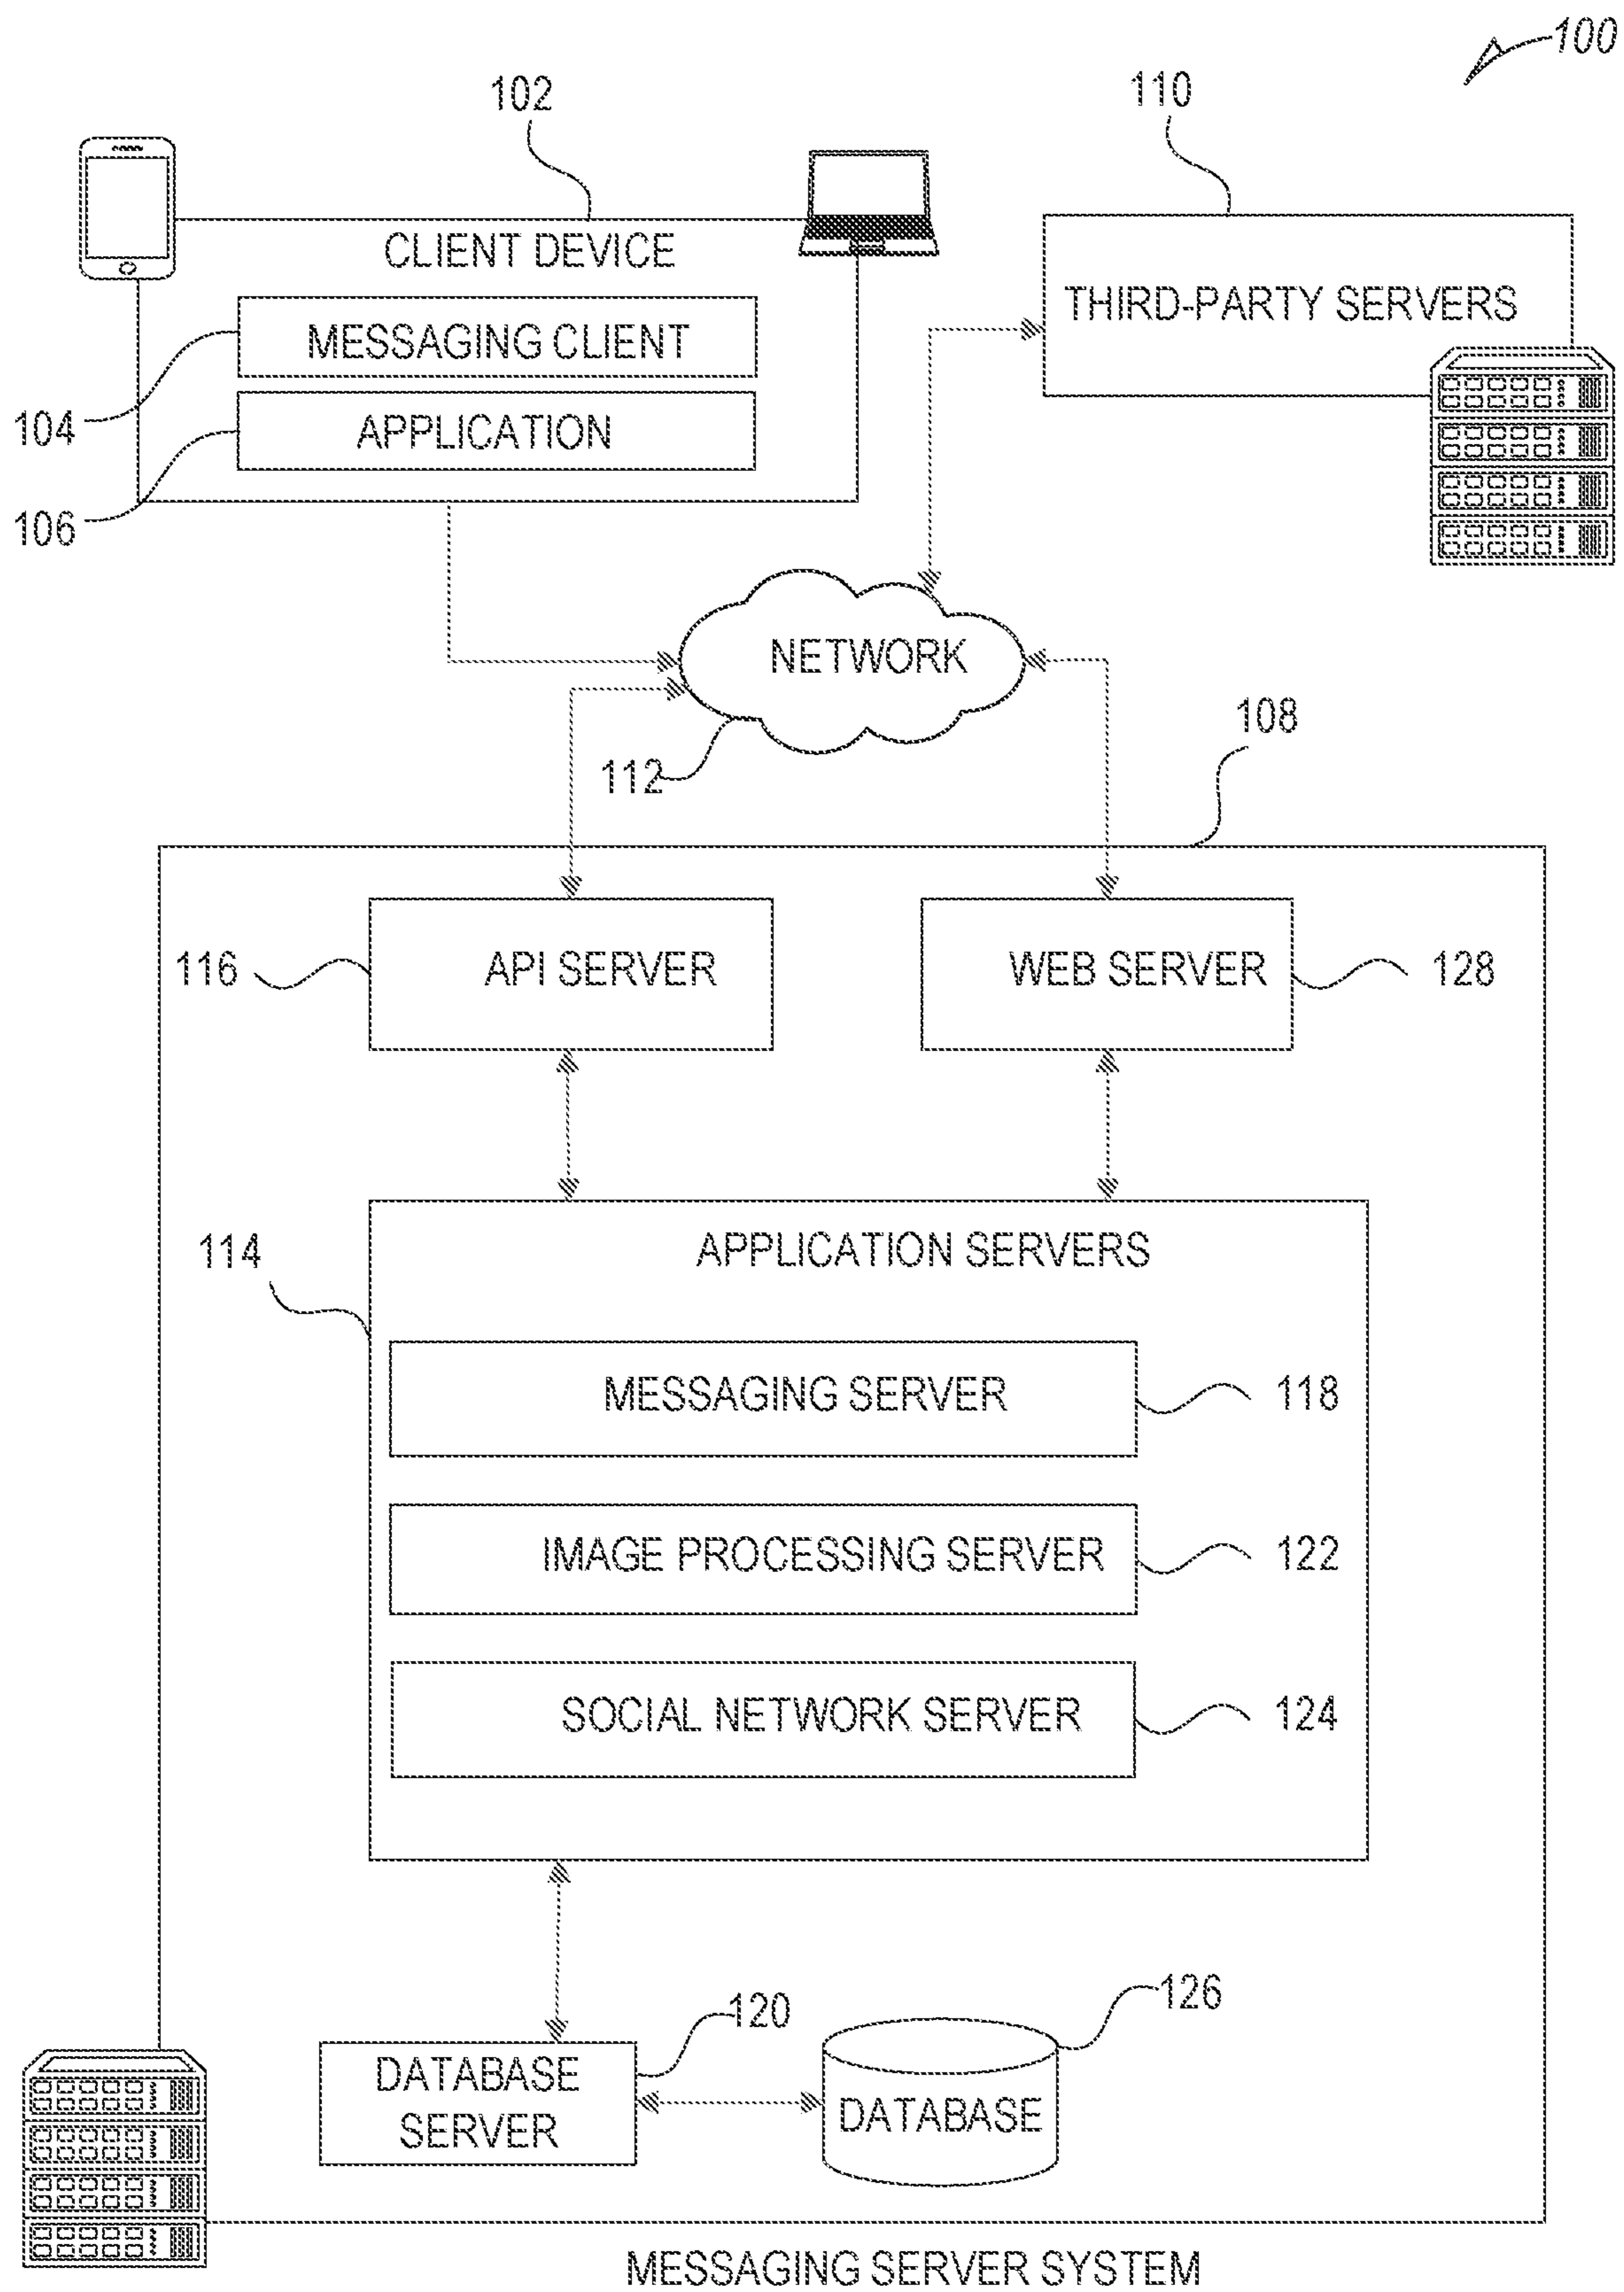 100
102
110
CLIENT DEVICE
THIRD-PARTY SERVERS
MESSAGING CLIENT
104
APPLICATION
106
NETWORK
108
112
116
API SERVER
WEB SERVER
128
114
APPLICATION SERVERS
MESSAGING SERVER
118
IMAGE PROCESSING SERVER
122
SOCIAL NETWORK SERVER
124
120
126
DATABASE
SERVER
DATABASE
MESSAGING SERVER SYSTEM